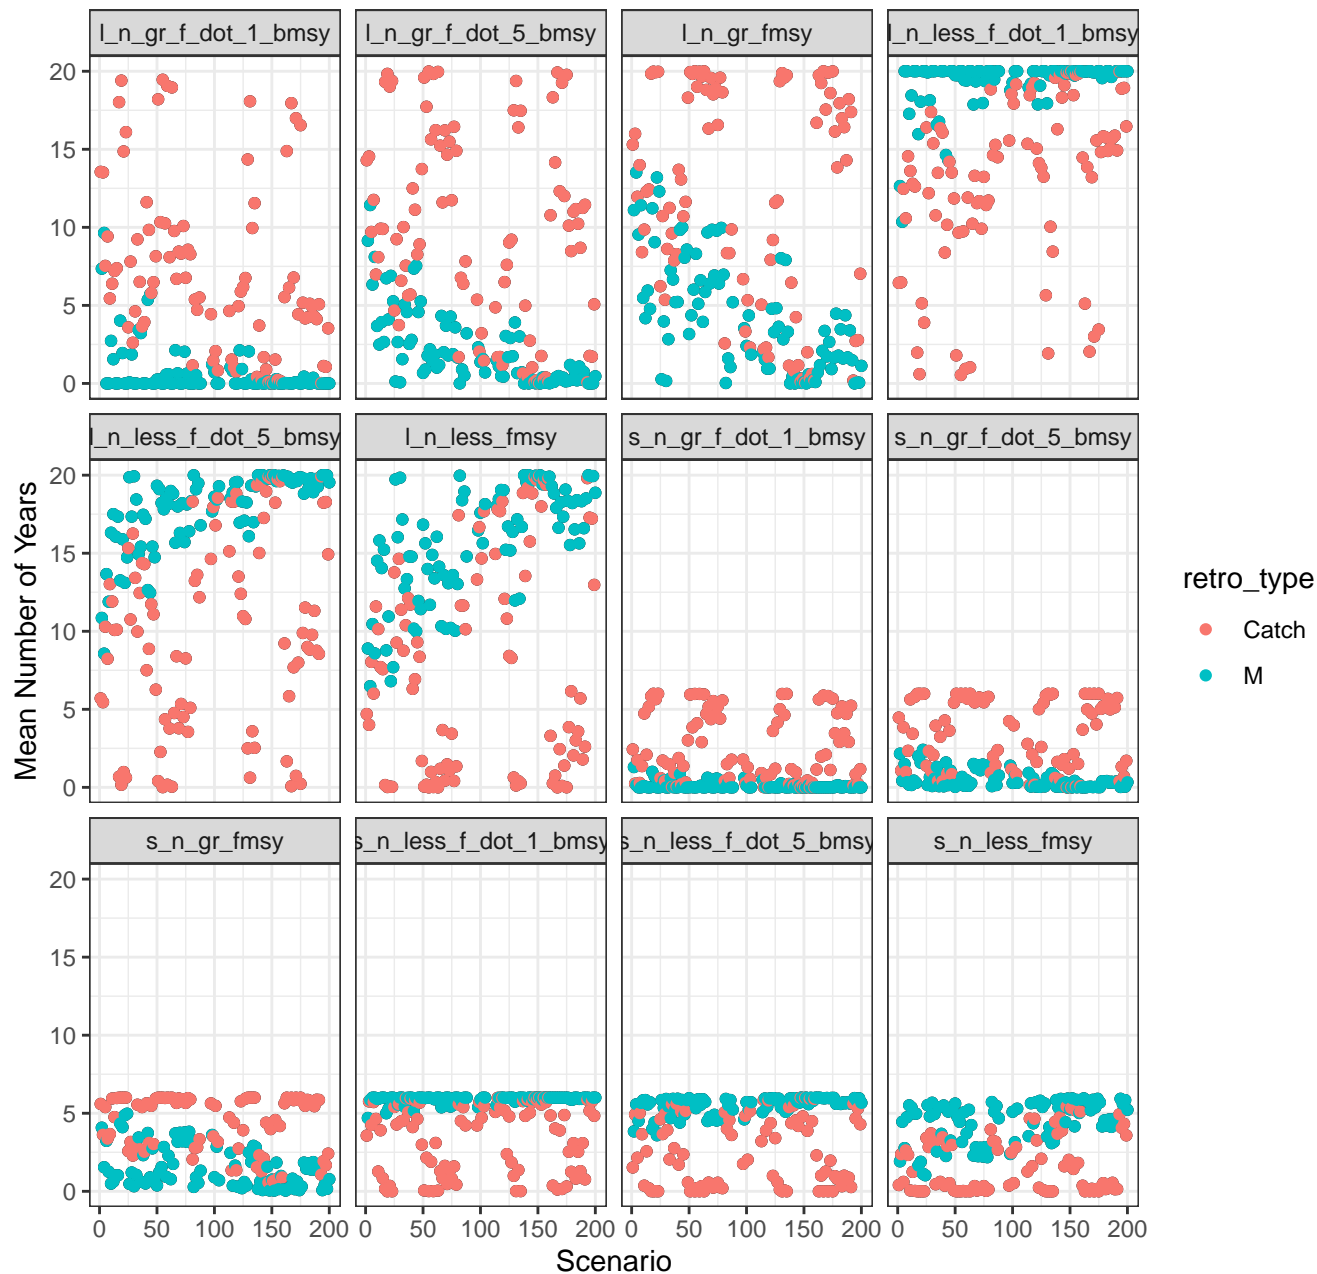 l_n_gr_f_dot_1_bmsy
l_n_gr_f_dot_5_bmsy
l_n_gr_fmsy
l_n_less_f_dot_1_bmsy
20
15
10
5
0
l_n_less_f_dot_5_bmsy
l_n_less_fmsy
s_n_gr_f_dot_1_bmsy
s_n_gr_f_dot_5_bmsy
20
15
10
5
0
s_n_gr_fmsy
s_n_less_f_dot_1_bmsy
s_n_less_f_dot_5_bmsy
s_n_less_fmsy
20
15
10
5
0
0 50 100 150 200
0 50 100 150 200
0 50 100 150 200
0 50 100 150 200
Scenario
Mean Number of Years
retro_type
Catch
M